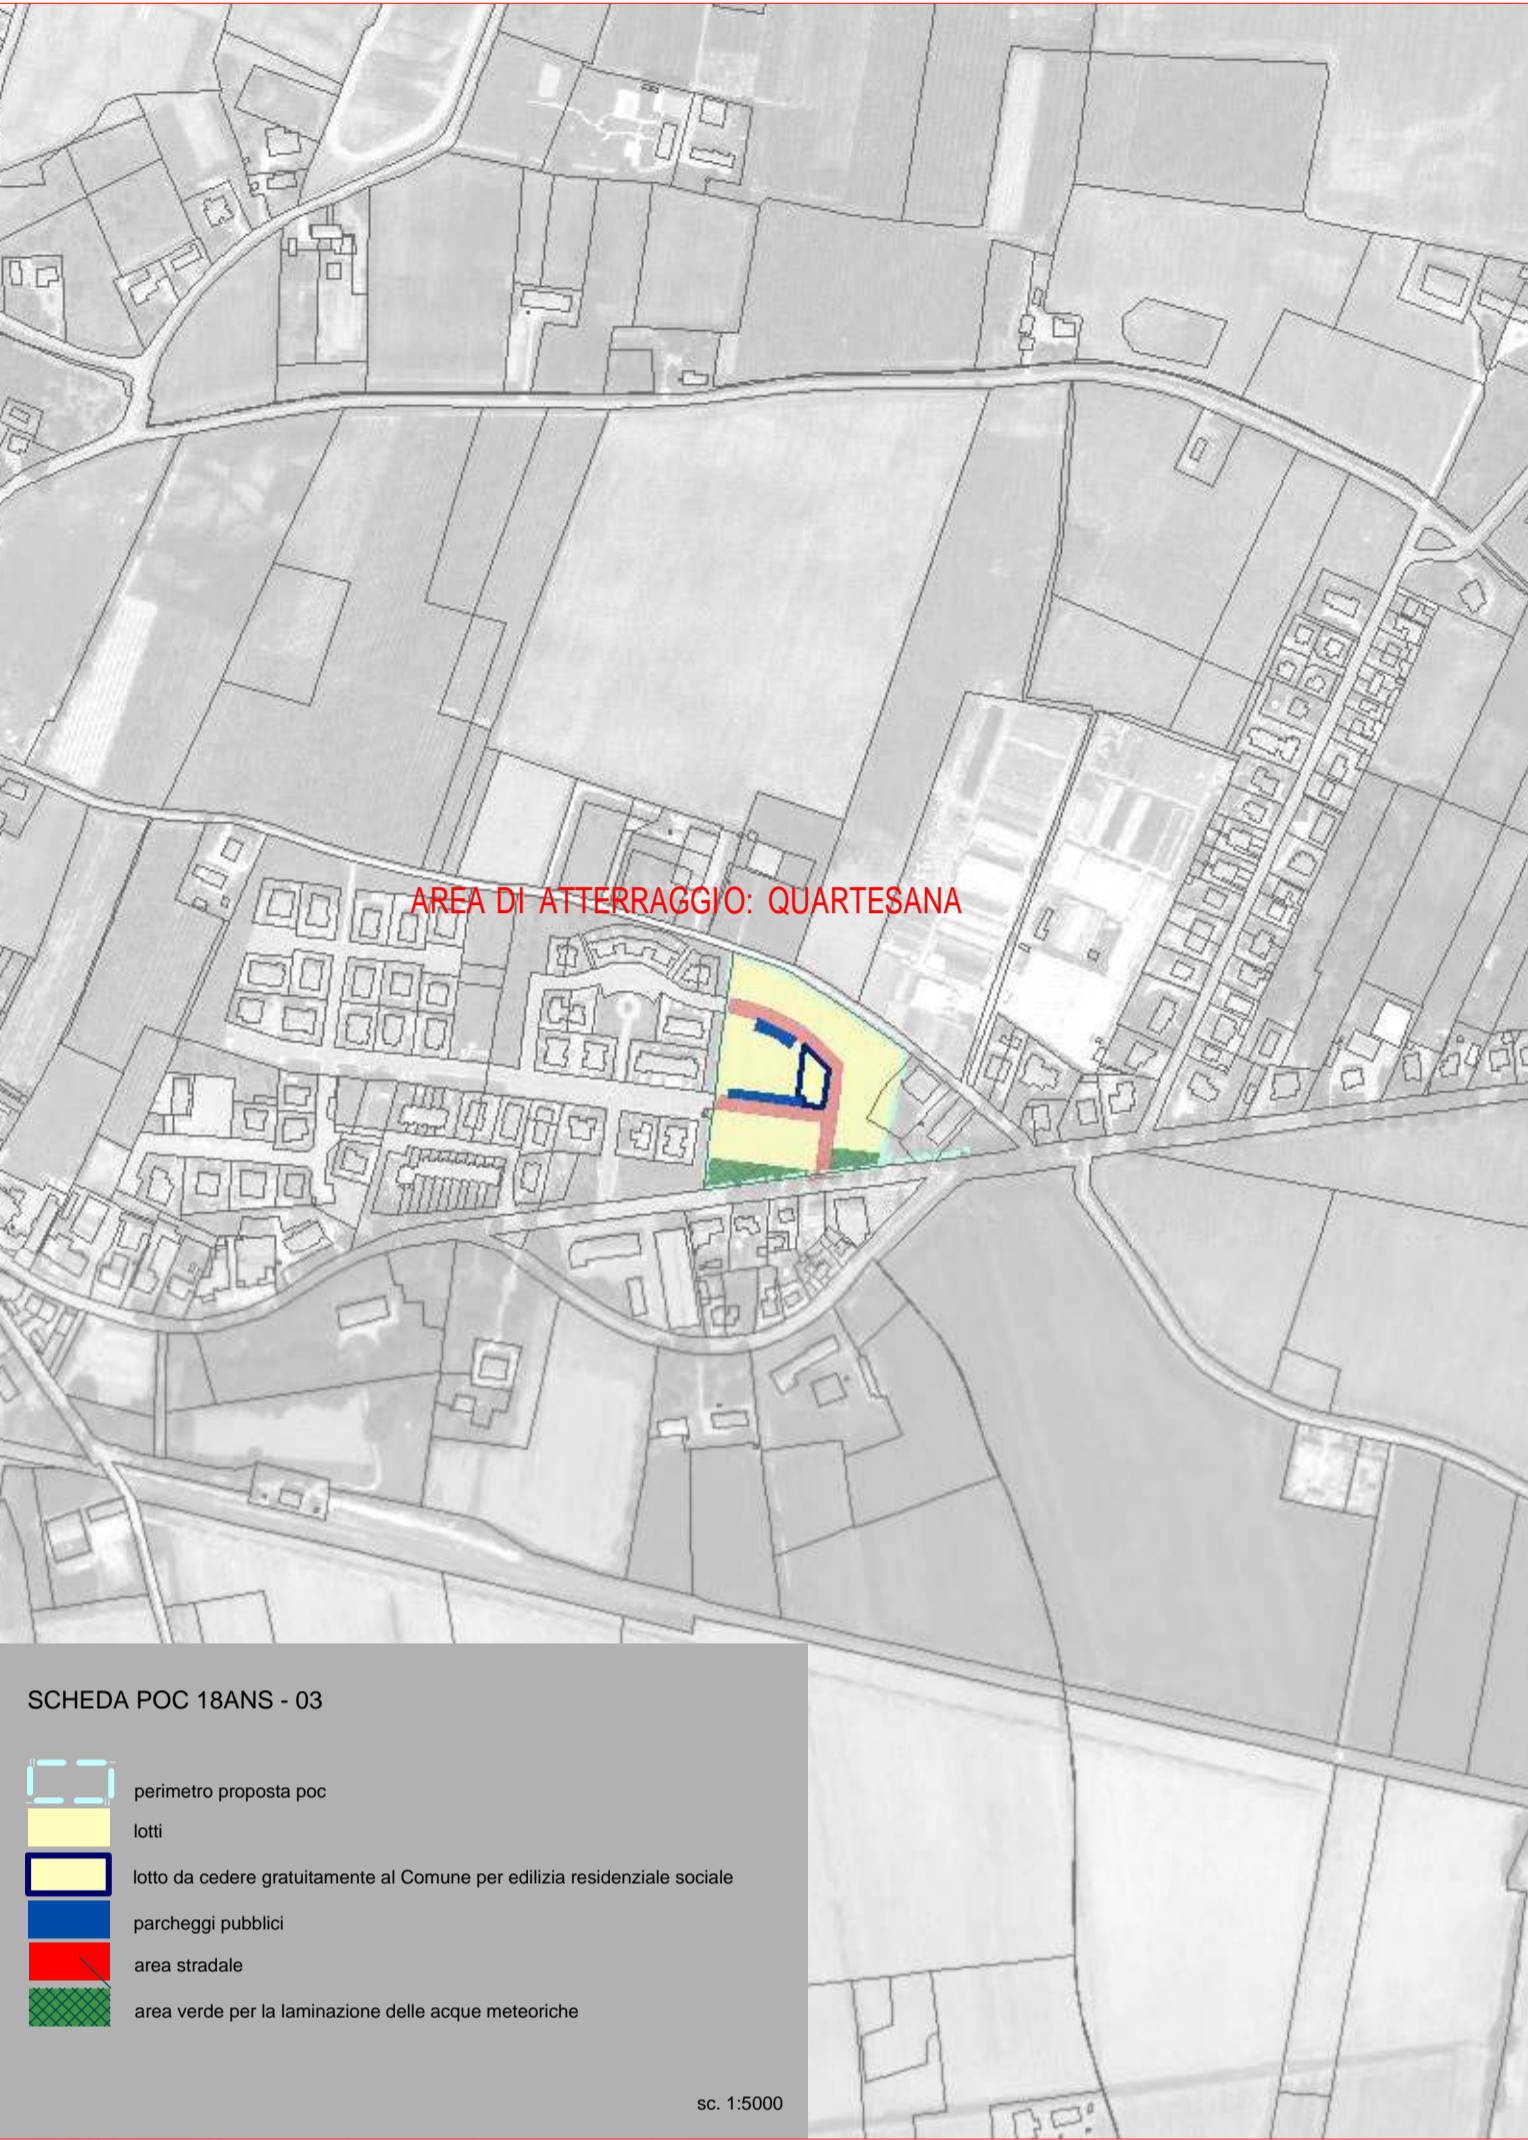 AREA DI ATTERRAGGIO: QUARTESANA
SCHEDA POC 18ANS - 03
perimetro proposta poc
lotti
lotto da cedere gratuitamente al Comune per edilizia residenziale sociale
parcheggi pubblici
area stradale
area verde per la laminazione delle acque meteoriche
sc. 1:5000